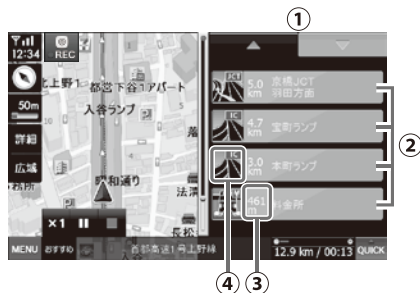 ①
12:34
REC
50m
詳細
広域
上野1
都営下谷1アパート
入谷ランプ
昭和通り
×1
MENU
おすすめ
首都高速1号上野線
JCT
5.0 km
京橋JCT
羽田方面
IC
4.7 km
宝町ランプ
IC
3.0 km
本町ランプ
461 m
料金所
12.9 km / 00:13
QUICK
②
④
③